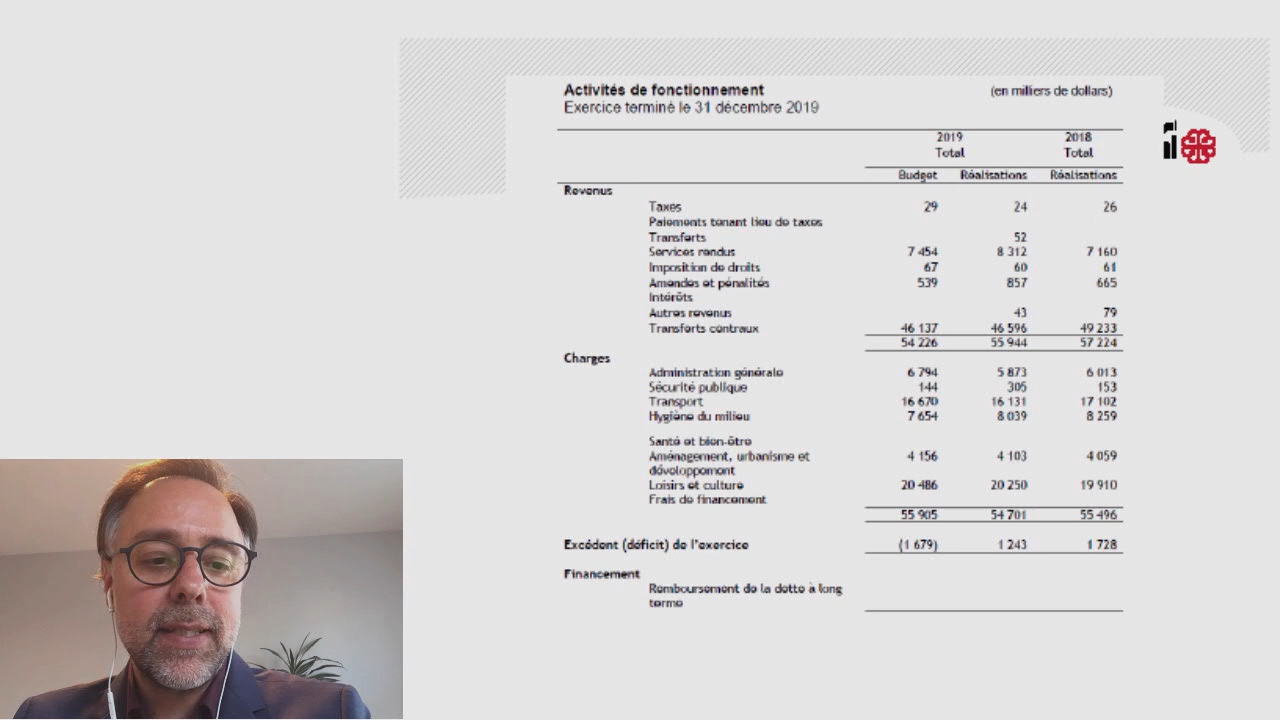 Activités de fonctionnement (en milliers de dollars)
Exercice terminé le 31 décembre 2019
2019 2018
Total Total
Budget Réalisations Réalisations
Revenus
Taxes 29 24 26
Paiements tenant lieu de taxes
Transferts 52
Services rendus 7 454 8 312 7 160
Imposition de droits 67 60 61
Amendes et pénalités 539 857 665
Intérêts
Autres revenus 43 79
Transferts centraux 46 137 46 596 49 233
54 226 55 944 57 224
Charges
Administration générale 6 794 5 873 6 013
Sécurité publique 144 305 153
Transport 16 670 16 131 17 102
Hygiène du milieu 7 654 8 039 8 259
Santé et bien-être
Aménagement, urbanisme et 4 156 4 103 4 059
développement
Loisirs et culture 20 486 20 250 19 910
Frais de financement
55 905 54 701 55 496
Excédent (déficit) de l'exercice (1 679) 1 243 1 728
Financement
Remboursement de la dette à long
terme